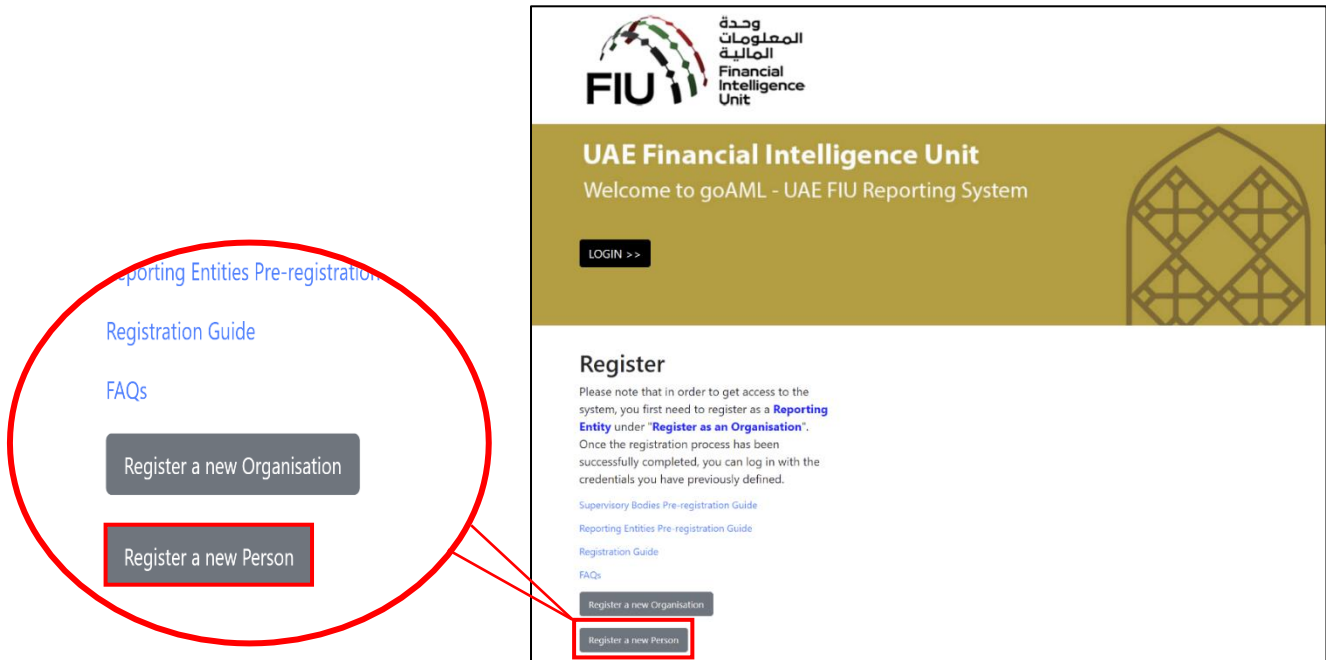 وحدة
المعلومات
المالية
FIU
Financial
Intelligence
Unit
UAE Financial Intelligence Unit
Welcome to goAML - UAE FIU Reporting System
LOGIN >>
Register
Please note that in order to get access to the
system, you first need to register as a Reporting
Entity under "Register as an Organisation".
Once the registration process has been
successfully completed, you can log in with the
credentials you have previously defined.
Supervisory Bodies Pre-registration Guide
Reporting Entities Pre-registration Guide
Registration Guide
FAQs
Register a new Organisation
Register a new Person
Reporting Entities Pre-registration
Registration Guide
FAQs
Register a new Organisation
Register a new Person